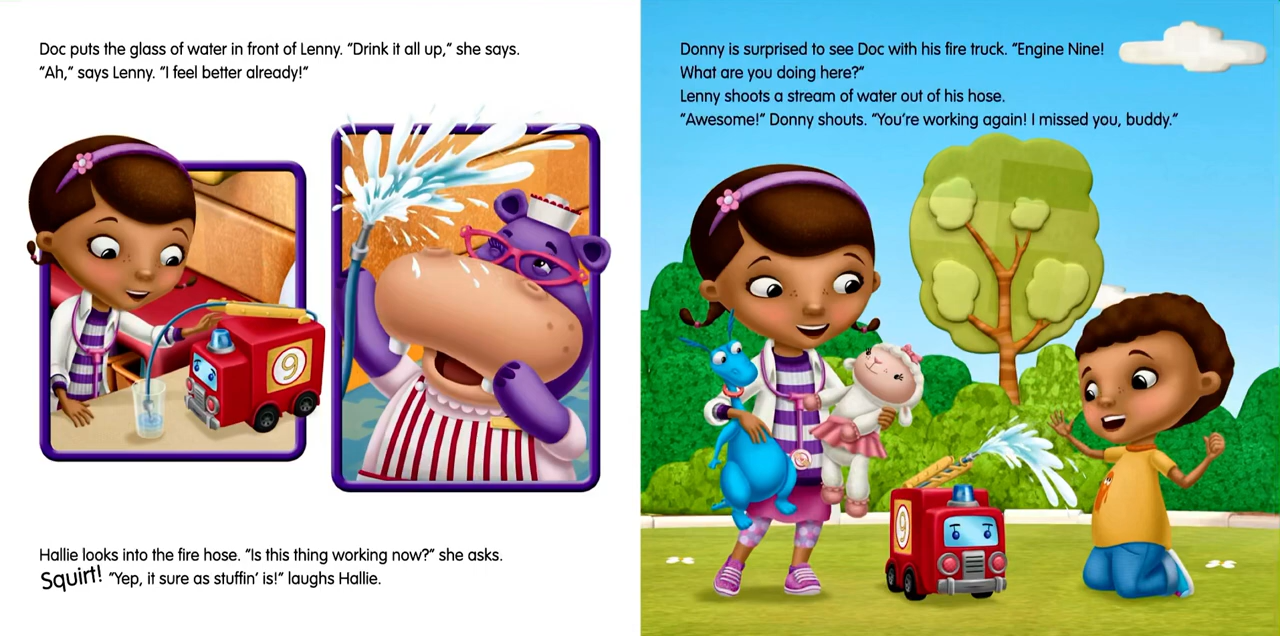 Doc puts the glass of water in front of Lenny. “Drink it all up,” she says.
“Ah,” says Lenny. “I feel better already!”
9
Hallie looks into the fire hose. “Is this thing working now?” she asks.
Squirt! “Yep, it sure as stuffin’ is!” laughs Hallie.
Donny is surprised to see Doc with his fire truck. “Engine Nine!
What are you doing here?”
Lenny shoots a stream of water out of his hose.
“Awesome!” Donny shouts. “You’re working again! I missed you, buddy.”
9